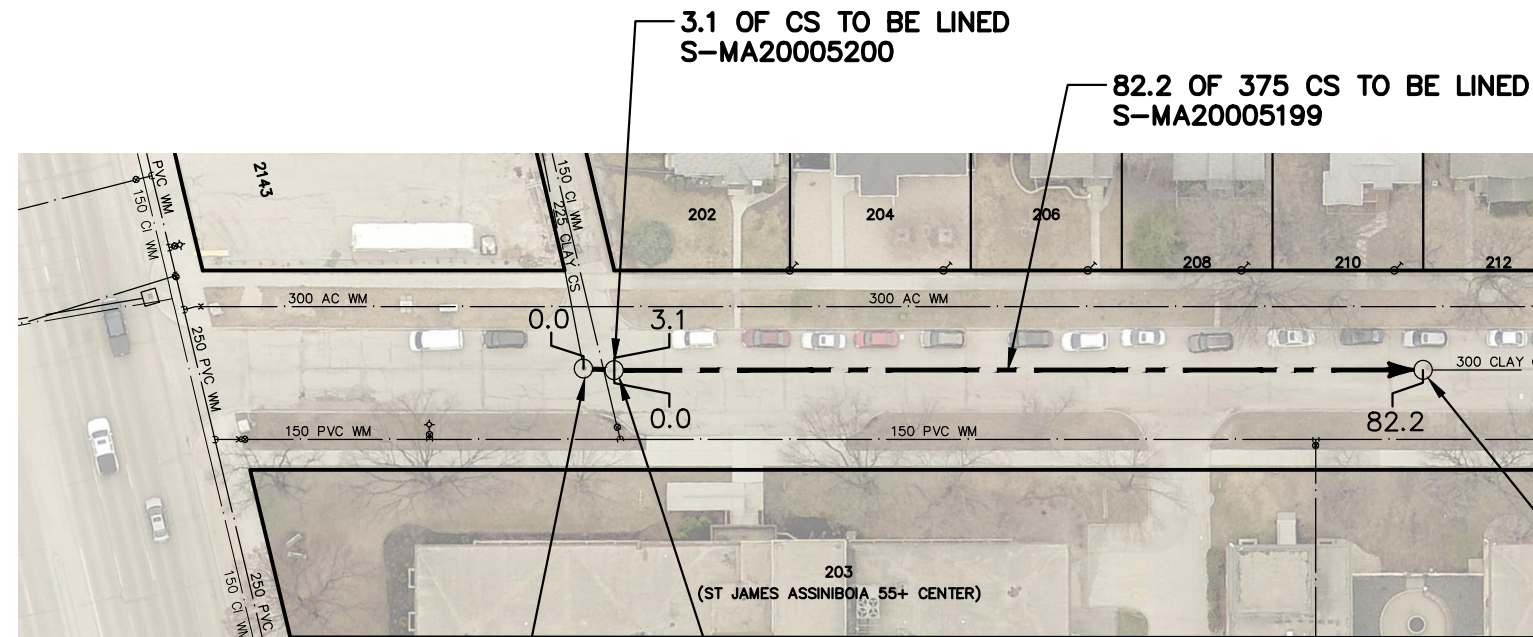 3.1 OF CS TO BE LINED
S-MA20005200
82.2 OF 375 CS TO BE LINED
S-MA20005199
PVC WM
150 CI WM
2143
150 CI WM
225 CLAY CS
202
204
206
208
210
212
300 AC WM
300 AC WM
0.0
3.1
250 PVC WM
300 CLAY
0.0
82.2
150 PVC WM
150 PVC WM
203
(ST JAMES ASSINIBOIA 55+ CENTER)
150 CI WM
250 PVC